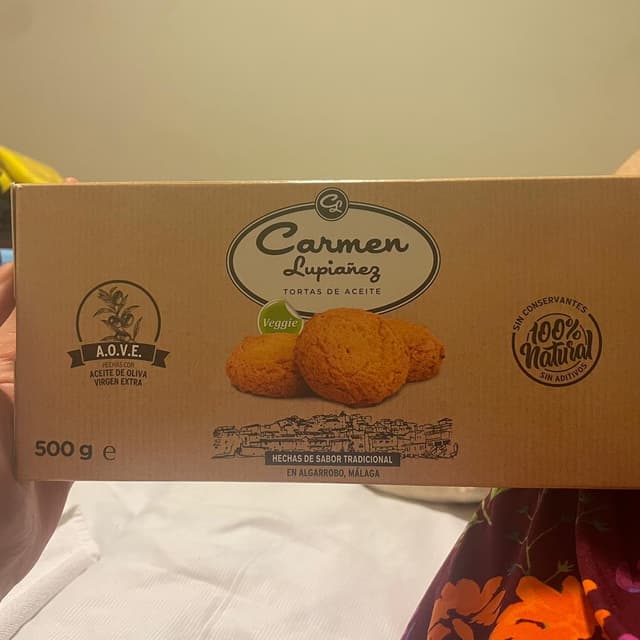 CL
Carmen
Lupiañez
TORTAS DE ACEITE
Veggie
A.O.V.E.
HECHAS CON
ACEITE DE OLIVA
VIRGEN EXTRA
SIN CONSERVANTES
100%
Natural
SIN ADITIVOS
500 g e
HECHAS DE SABOR TRADICIONAL
EN ALGARROBO, MÁLAGA